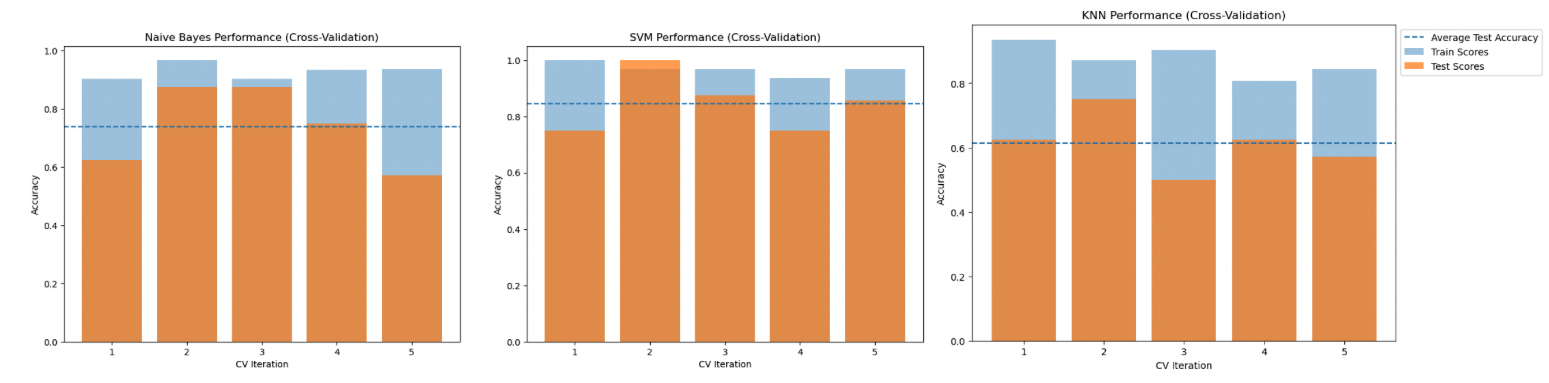 Naive Bayes Performance (Cross-Validation)
1.0
0.8
0.6
0.4
0.2
0.0
Accuracy
1 2 3 4 5
CV Iteration
SVM Performance (Cross-Validation)
1.0
0.8
0.6
0.4
0.2
0.0
Accuracy
1 2 3 4 5
CV Iteration
KNN Performance (Cross-Validation)
0.8
0.6
0.4
0.2
0.0
Accuracy
1 2 3 4 5
CV Iteration
Average Test Accuracy
Train Scores
Test Scores